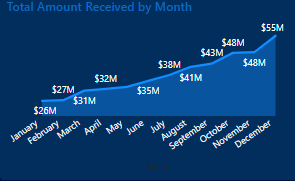 Total Amount Received by Month
$26M
$27M
$31M
$32M
$35M
$38M
$41M
$43M
$48M
$48M
$55M
January
February
March
April
May
June
July
August
September
October
November
December